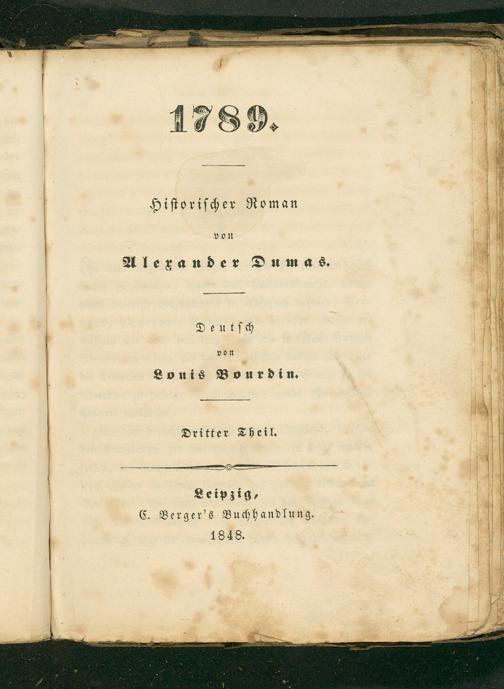 1789.
Historischer Roman
von
Alexander Dumas.
Deutsch
von
Louis Bourdin.
Dritter Theil.
Leipzig,
C. Berger's Buchhandlung.
1848.